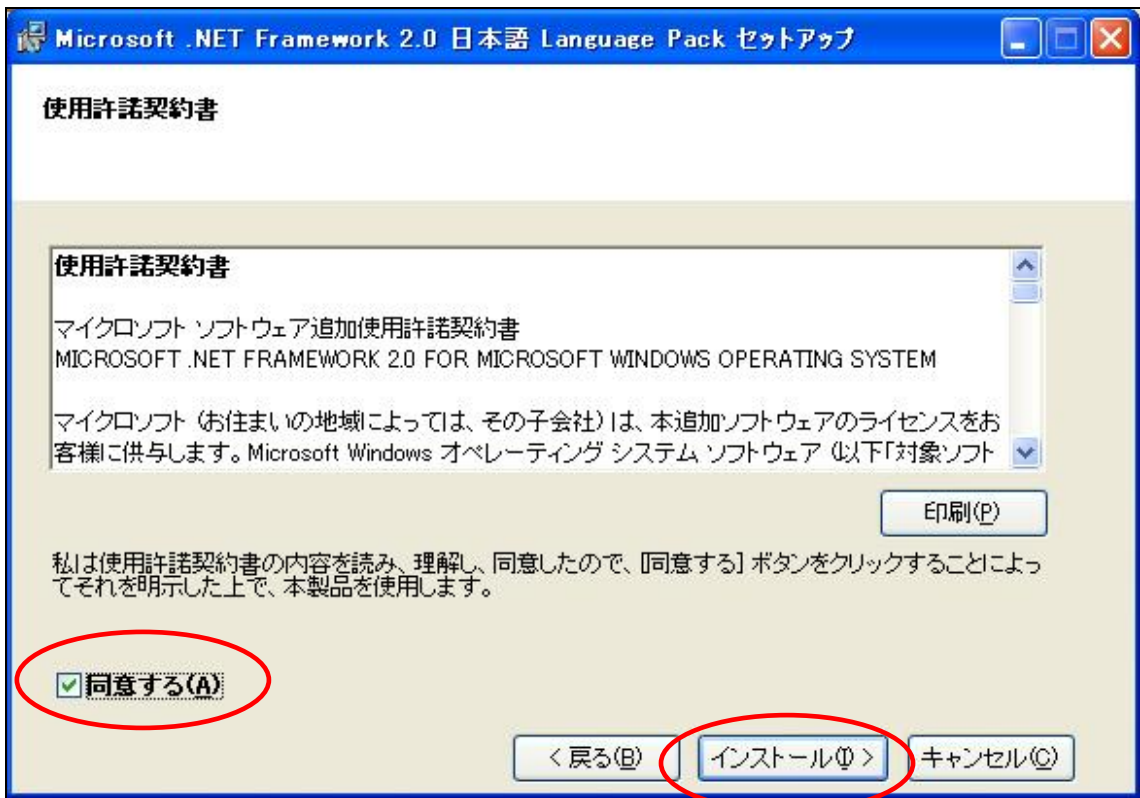 Microsoft .NET Framework 2.0 日本語 Language Pack セットアップ
使用許諾契約書
使用許諾契約書
マイクロソフト ソフトウェア追加使用許諾契約書
MICROSOFT .NET FRAMEWORK 2.0 FOR MICROSOFT WINDOWS OPERATING SYSTEM
マイクロソフト (お住まいの地域によっては、その子会社) は、本追加ソフトウェアのライセンスをお
客様に供与します。Microsoft Windows オペレーティング システム ソフトウェア (以下「対象ソフト
印刷(P)
私は使用許諾契約書の内容を読み、理解し、同意したので、[同意する] ボタンをクリックすることによっ
てそれを明示した上で、本製品を使用します。
同意する(A)
< 戻る(B) インストール(I) > キャンセル(C)